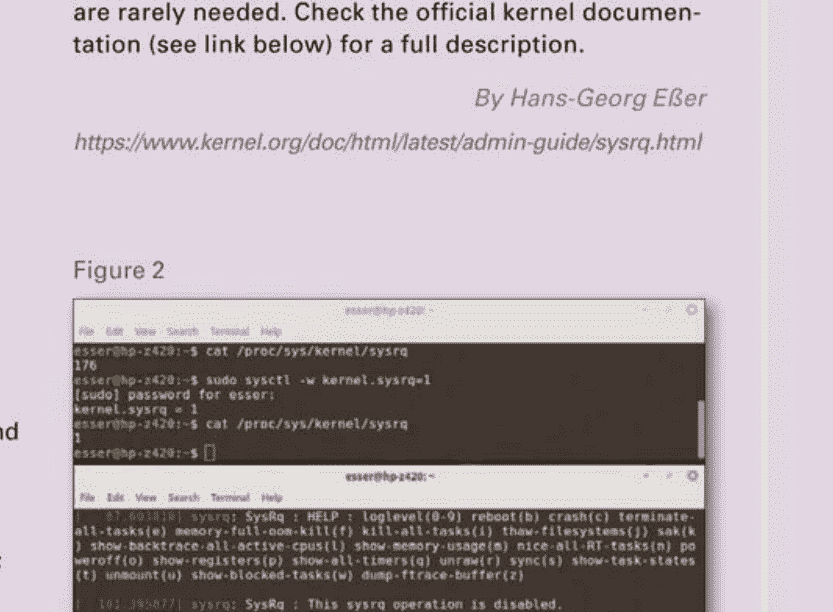 are rarely needed. Check the official kernel documen-
tation (see link below) for a full description.
By Hans-Georg Eßer
https://www.kernel.org/doc/html/latest/admin-guide/sysrq.html
Figure 2
esser@hp-z420: ~
File Edit View Search Terminal Help
esser@hp-z420:~$ cat /proc/sys/kernel/sysrq
176
esser@hp-z420:~$ sudo sysctl -w kernel.sysrq=1
[sudo] password for esser:
kernel.sysrq = 1
esser@hp-z420:~$ cat /proc/sys/kernel/sysrq
nd
1
esser@hp-z420:~$
esser@hp-z420: ~
File Edit View Search Terminal Help
sysrq: SysRq : HELP : loglevel(0-9) reboot(b) crash(c) terminate-
all-tasks(e) memory-full-oom-kill(f) kill-all-tasks(i) thaw-filesystems(j) sak(k
) show-backtrace-all-active-cpus(l) show-memory-usage(m) nice-all-RT-tasks(n) po
weroff(o) show-registers(p) show-all-timers(q) unraw(r) sync(s) show-task-states
(t) unmount(u) show-blocked-tasks(w) dump-ftrace-buffer(z)
[ 101.395877] sysrq: SysRq : This sysrq operation is disabled.